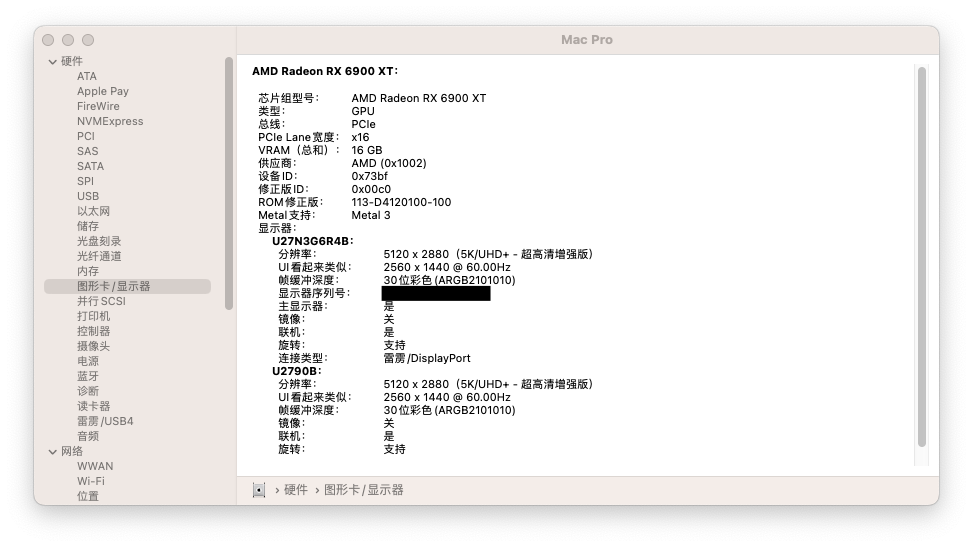 Mac Pro
硬件
ATA
Apple Pay
FireWire
NVMExpress
PCI
SAS
SATA
SPI
USB
以太网
储存
光盘刻录
光纤通道
内存
图形卡/显示器
并行 SCSI
打印机
控制器
摄像头
电源
蓝牙
诊断
读卡器
雷雳/USB4
音频
网络
WWAN
Wi-Fi
位置
AMD Radeon RX 6900 XT：
芯片组型号： AMD Radeon RX 6900 XT
类型： GPU
总线： PCIe
PCIe Lane宽度： x16
VRAM（总和）： 16 GB
供应商： AMD (0x1002)
设备ID： 0x73bf
修正版ID： 0x00c0
ROM修正版： 113-D4120100-100
Metal支持： Metal 3
显示器：
U27N3G6R4B：
分辨率： 5120 x 2880（5K/UHD+ - 超高清增强版）
UI看起来类似： 2560 x 1440 @ 60.00Hz
帧缓冲深度： 30位彩色 (ARGB2101010)
显示器序列号：
主显示器： 是
镜像： 关
联机： 是
旋转： 支持
连接类型： 雷雳/DisplayPort
U2790B：
分辨率： 5120 x 2880（5K/UHD+ - 超高清增强版）
UI看起来类似： 2560 x 1440 @ 60.00Hz
帧缓冲深度： 30位彩色 (ARGB2101010)
镜像： 关
联机： 是
旋转： 支持
› 硬件 › 图形卡/显示器